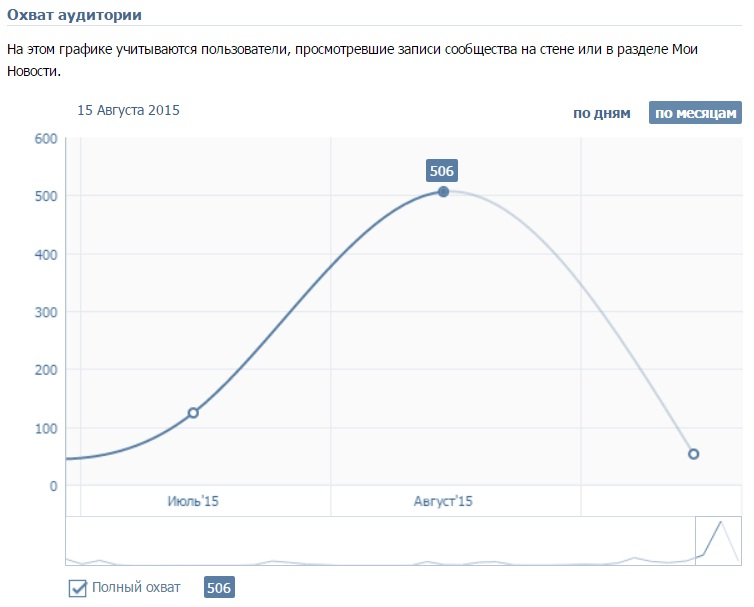 Охват аудитории
На этом графике учитываются пользователи, просмотревшие записи сообщества на стене или в разделе Мои
Новости.
15 Августа 2015
по дням
по месяцам
600
506
500
400
300
200
100
0
Июль'15
Август'15
Полный охват
506